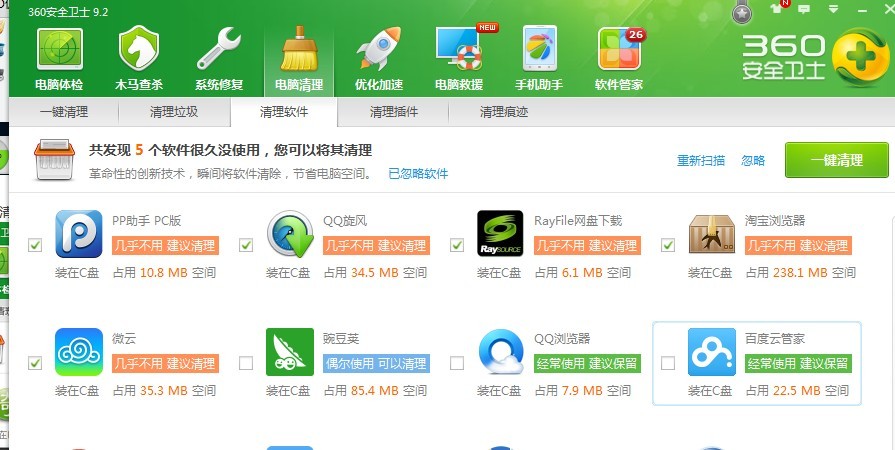 360安全卫士 9.2
N
电脑体检
木马查杀
系统修复
电脑清理
优化加速
NEW
电脑救援
手机助手
26
软件管家
360
安全卫士
一键清理
清理垃圾
清理软件
清理插件
清理痕迹
共发现 5 个软件很久没使用，您可以将其清理
革命性的创新技术，瞬间将软件清除，节省电脑空间。 已忽略软件
重新扫描
忽略
一键清理
PP助手 PC版
几乎不用 建议清理
装在C盘 占用 10.8 MB 空间
QQ旋风
几乎不用 建议清理
装在C盘 占用 34.5 MB 空间
RaySource
RayFile网盘下载
几乎不用 建议清理
装在C盘 占用 6.1 MB 空间
淘宝浏览器
几乎不用 建议清理
装在C盘 占用 238.1 MB 空间
微云
几乎不用 建议清理
装在C盘 占用 35.3 MB 空间
豌豆荚
偶尔使用 可以清理
装在C盘 占用 85.4 MB 空间
QQ浏览器
经常使用 建议保留
装在C盘 占用 7.9 MB 空间
百度云管家
经常使用 建议保留
装在C盘 占用 22.5 MB 空间